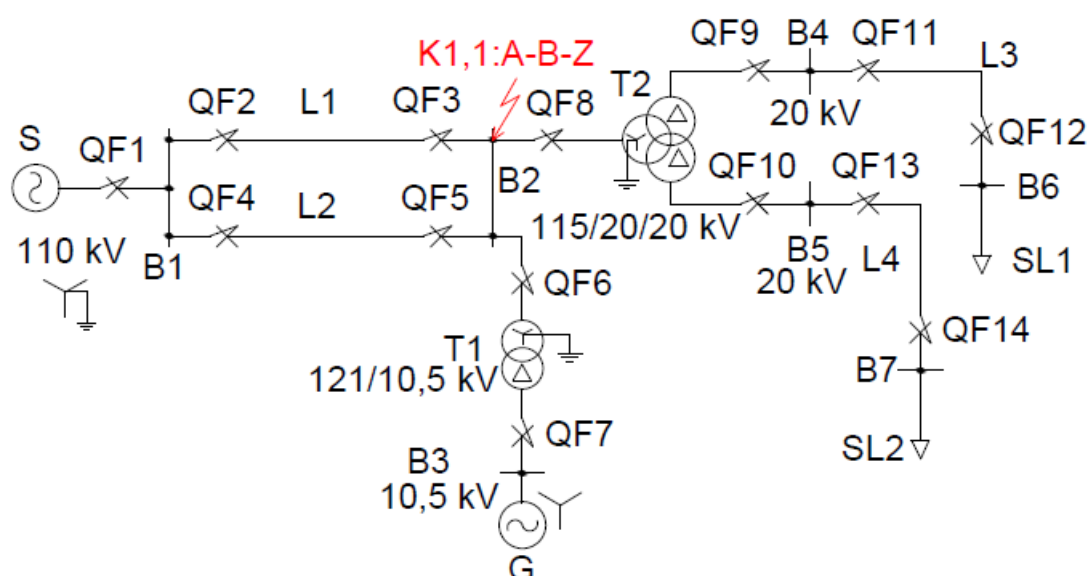 K1,1:A-B-Z
QF9
B4
QF11
L3
QF2
L1
QF3
QF8
T2
20 kV
S
QF1
QF12
QF4
L2
QF5
B2
QF10
QF13
B6
110 kV
B1
115/20/20 kV
B5
L4
20 kV
SL1
QF6
T1
121/10,5 kV
QF14
B7
QF7
B3
10,5 kV
SL2
G